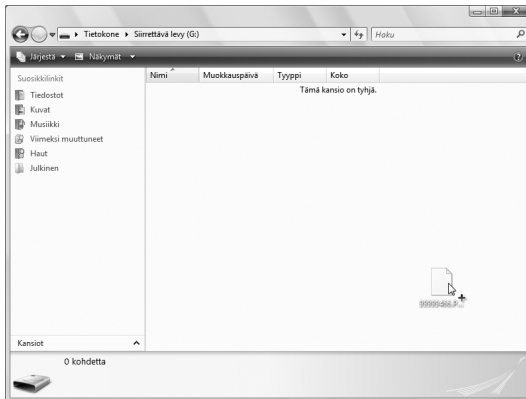 Tietokone ▸ Siirrettävä levy (G:)
Haku
Järjestä
Näkymät
Suosikkilinkit
Tiedostot
Kuvat
Musiikki
Viimeksi muuttuneet
Haut
Julkinen
Kansiot
Nimi Muokkauspäivä Tyyppi Koko
Tämä kansio on tyhjä.
0 kohdetta